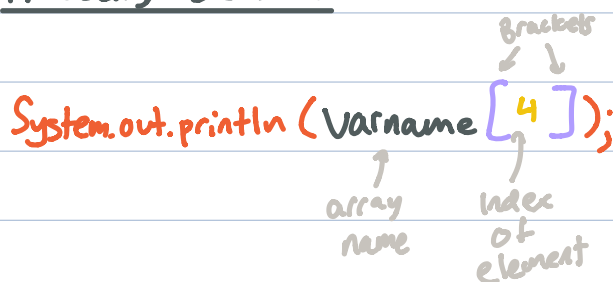 Brackets
System.out.println (varname [4]);
array name
Index of element